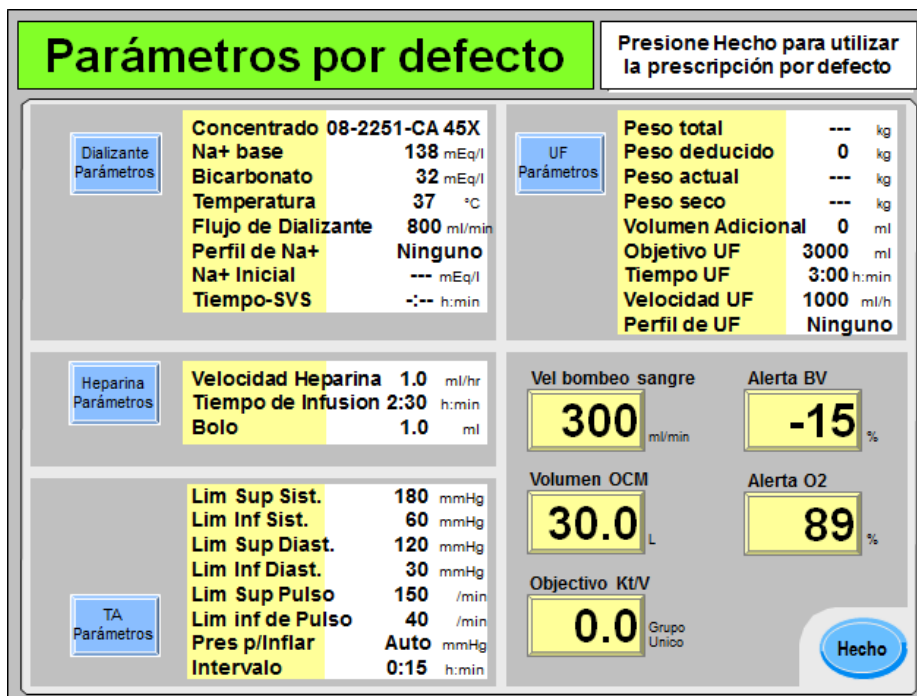 Parámetros por defecto
Presione Hecho para utilizar
la prescripción por defecto
Dializante
Parámetros
Concentrado 08-2251-CA 45X
Na+ base 138 mEq/l
Bicarbonato 32 mEq/l
Temperatura 37 °C
Flujo de Dializante 800 ml/min
Perfil de Na+ Ninguno
Na+ Inicial --- mEq/l
Tiempo-SVS -:-- h:min
UF
Parámetros
Peso total --- kg
Peso deducido 0 kg
Peso actual --- kg
Peso seco --- kg
Volumen Adicional 0 ml
Objetivo UF 3000 ml
Tiempo UF 3:00 h:min
Velocidad UF 1000 ml/h
Perfil de UF Ninguno
Heparina
Parámetros
Velocidad Heparina 1.0 ml/hr
Tiempo de Infusion 2:30 h:min
Bolo 1.0 ml
TA
Parámetros
Lim Sup Sist. 180 mmHg
Lim Inf Sist. 60 mmHg
Lim Sup Diast. 120 mmHg
Lim Inf Diast. 30 mmHg
Lim Sup Pulso 150 /min
Lim inf de Pulso 40 /min
Pres p/Inflar Auto mmHg
Intervalo 0:15 h:min
Vel bombeo sangre
300 ml/min
Alerta BV
-15 %
Volumen OCM
30.0 L
Alerta O2
89 %
Objectivo Kt/V
0.0 Grupo
Unico
Hecho